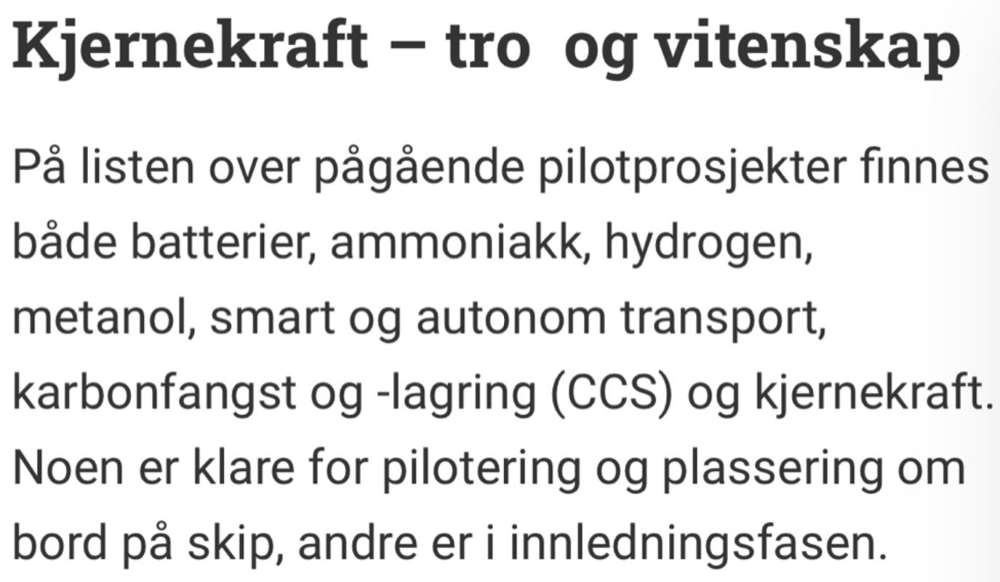 Kjernekraft – tro  og vitenskap
På listen over pågående pilotprosjekter finnes
både batterier, ammoniakk, hydrogen,
metanol, smart og autonom transport,
karbonfangst og -lagring (CCS) og kjernekraft.
Noen er klare for pilotering og plassering om
bord på skip, andre er i innledningsfasen.